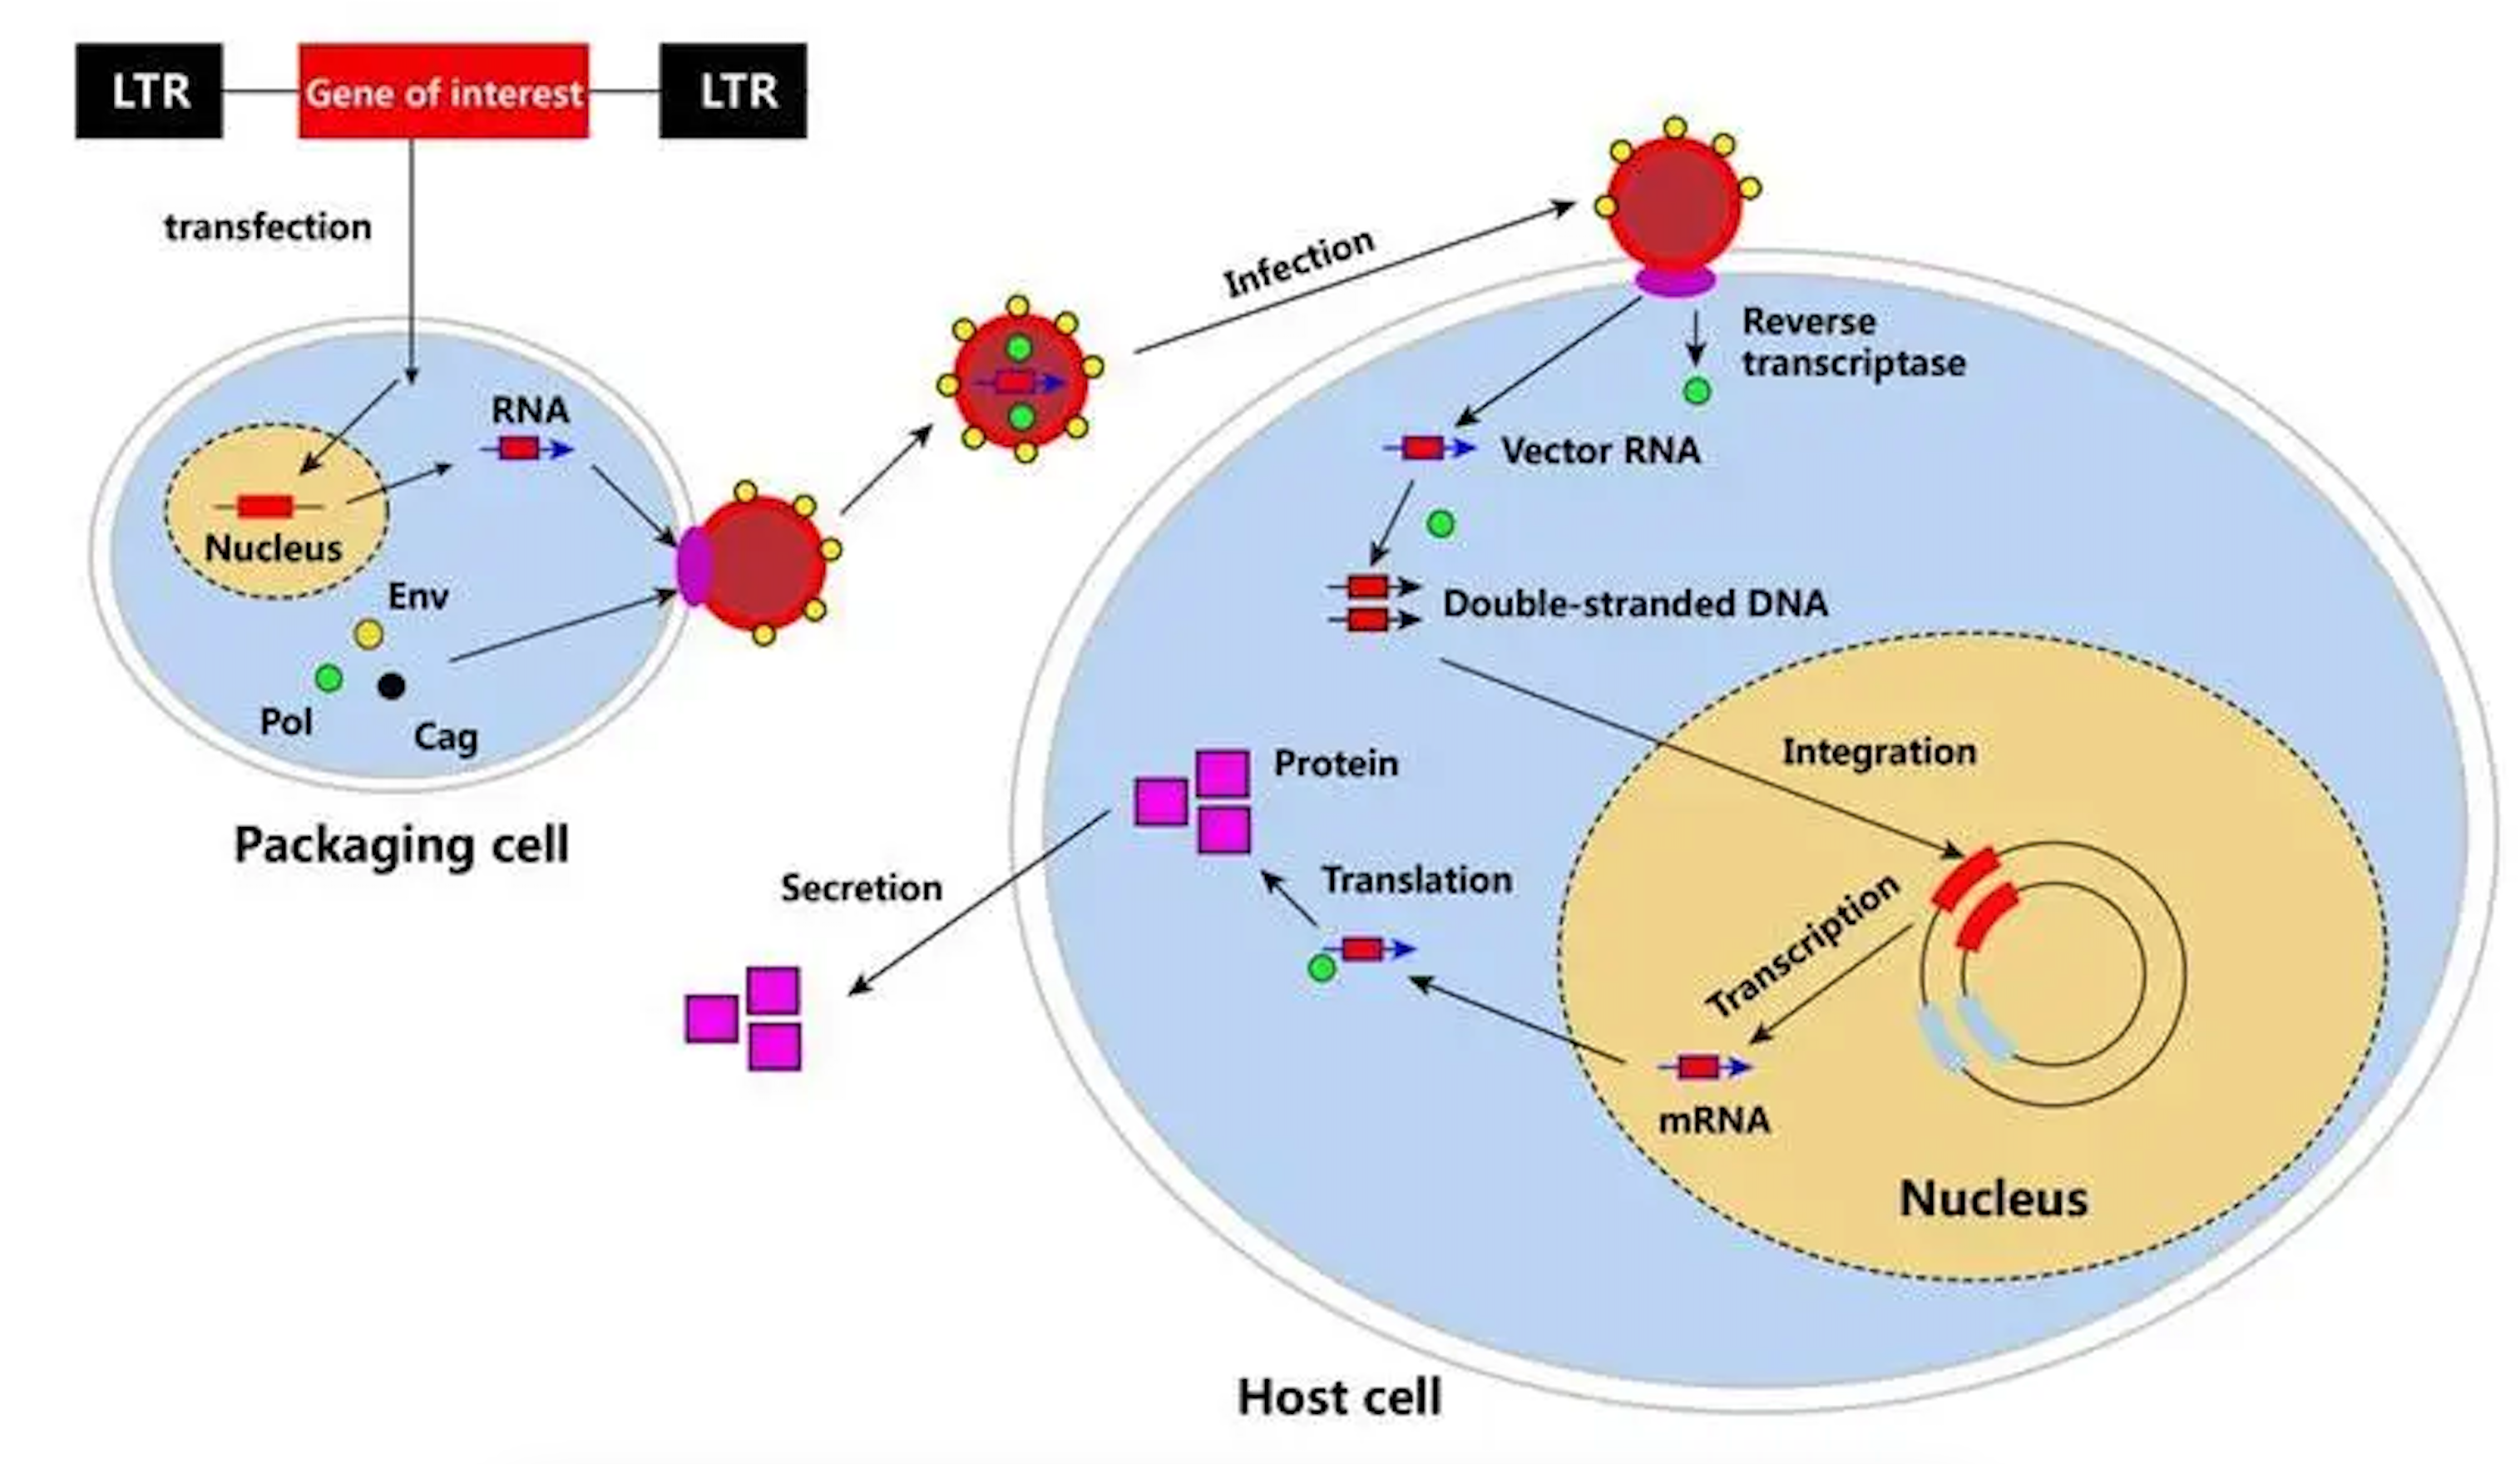 LTR
Gene of interest
LTR
transfection
RNA
Nucleus
Env
Pol
Cag
Packaging cell
Infection
Reverse
transcriptase
Vector RNA
Double-stranded DNA
Integration
Transcription
mRNA
Nucleus
Translation
Protein
Secretion
Host cell